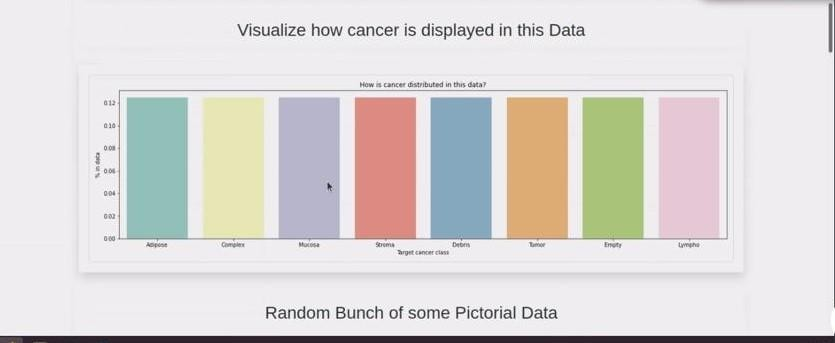 Visualize how cancer is displayed in this Data
How is cancer distributed in this data?
% in data
0.12
0.10
0.08
0.06
0.04
0.02
0.00
Adipose Complex Mucosa Stroma Debris Tumor Empty Lympho
Target cancer class
Random Bunch of some Pictorial Data